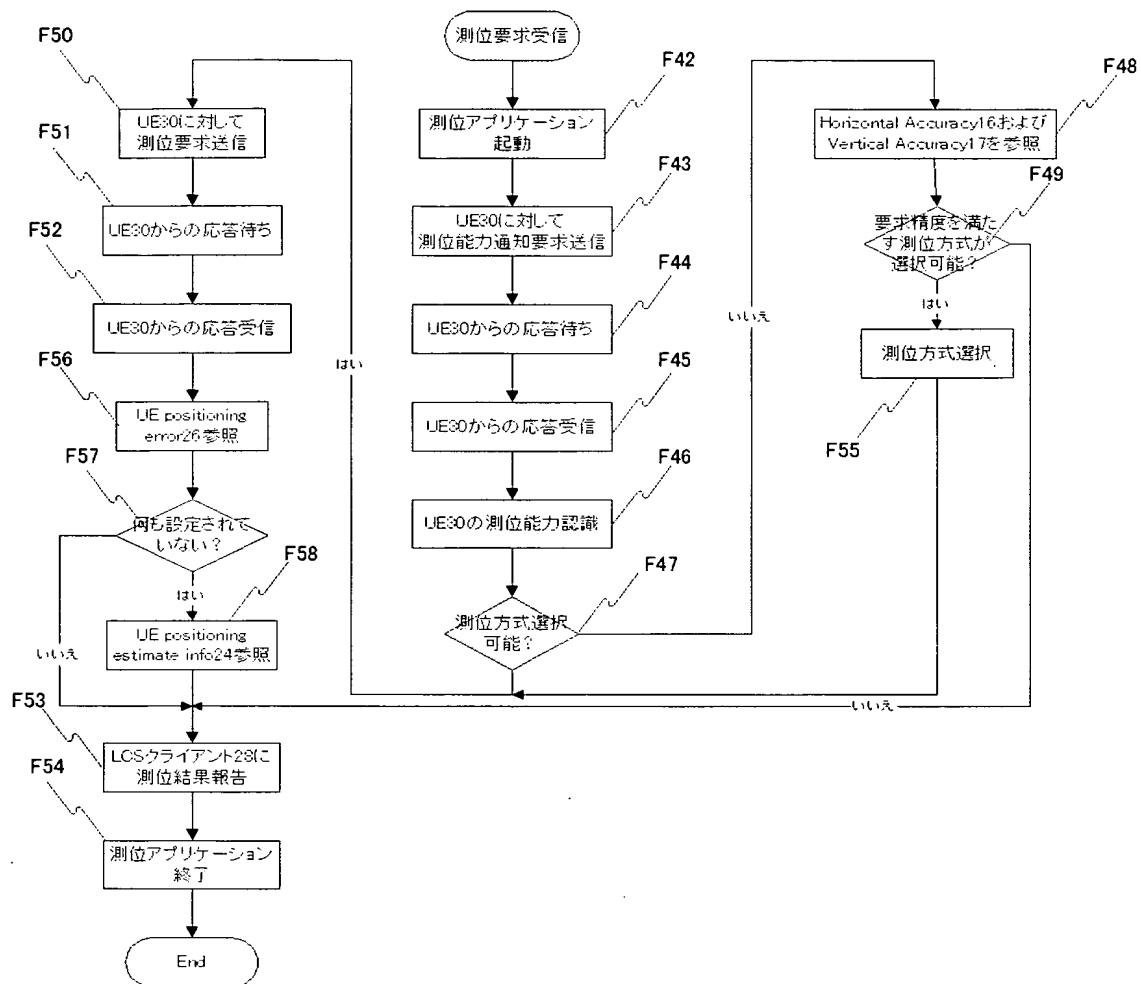 測位要求受信
F42
測位アプリケーション
起動
F43
UE30に対して
測位能力通知要求送信
F44
UE30からの応答待ち
F45
UE30からの応答受信
F46
UE30の測位能力認識
F47
測位方式選択
可能?
いいえ
はい
F48
Horizontal Accuracy16および
Vertical Accuracy17を参照
F49
要求精度を満た
す測位方式が
選択可能?
はい
いいえ
測位方式選択
F55
F50
UE30に対して
測位要求送信
F51
UE30からの応答待ち
F52
UE30からの応答受信
F56
UE positioning
error26参照
F57
何も設定されて
いない?
はい
いいえ
F58
UE positioning
estimate info24参照
F53
LCSクライアント28に
測位結果報告
F54
測位アプリケーション
終了
End